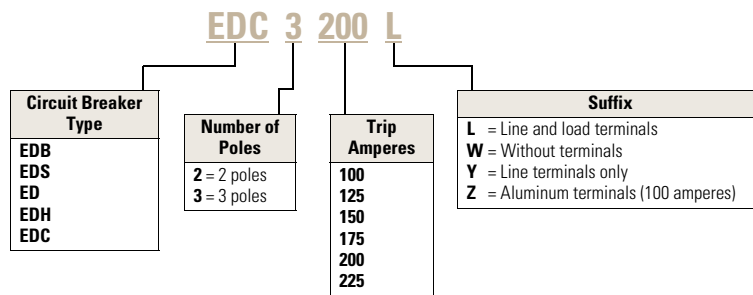 EDC 3 200 L
Circuit Breaker
Type
EDB
EDS
ED
EDH
EDC
Number of
Poles
2 = 2 poles
3 = 3 poles
Trip
Amperes
100
125
150
175
200
225
Suffix
L = Line and load terminals
W = Without terminals
Y = Line terminals only
Z = Aluminum terminals (100 amperes)